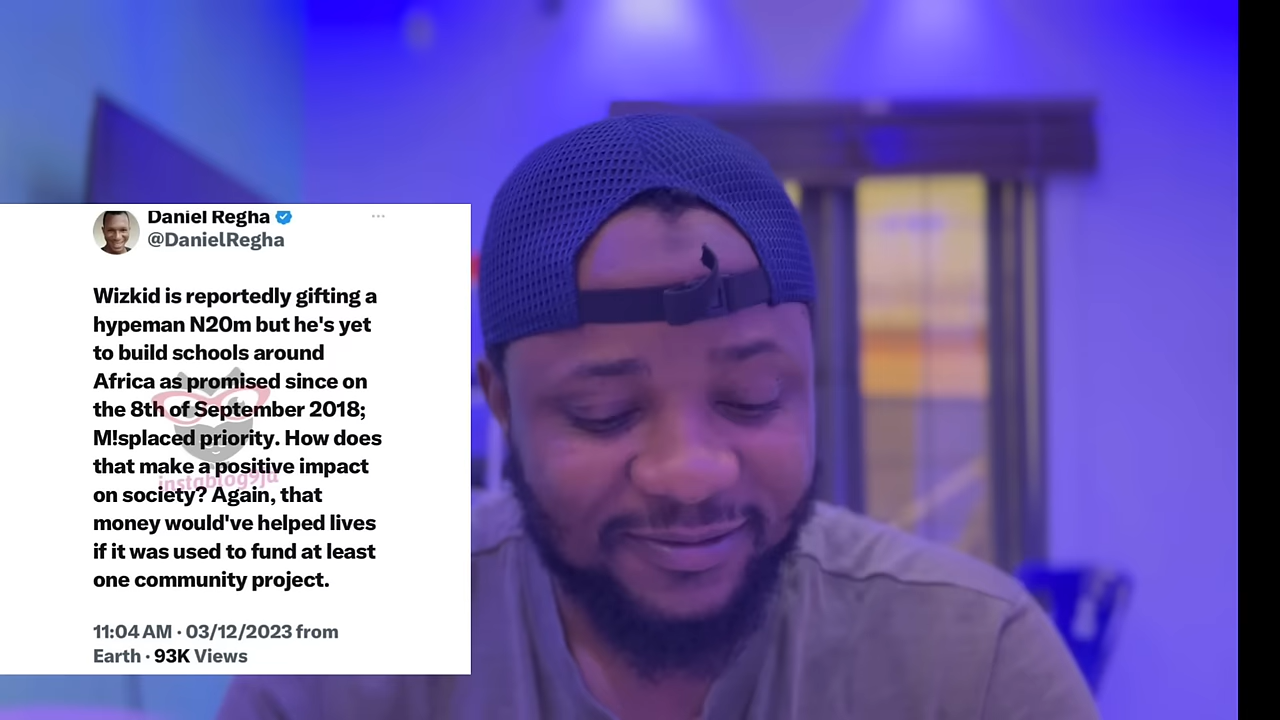 Daniel Regha
@DanielRegha
Wizkid is reportedly gifting a
hypeman N20m but he's yet
to build schools around
Africa as promised since on
the 8th of September 2018;
M!splaced priority. How does
that make a positive impact
on society? Again, that
money would've helped lives
if it was used to fund at least
one community project.
instablog9ja
11:04 AM · 03/12/2023 from
Earth · 93K Views